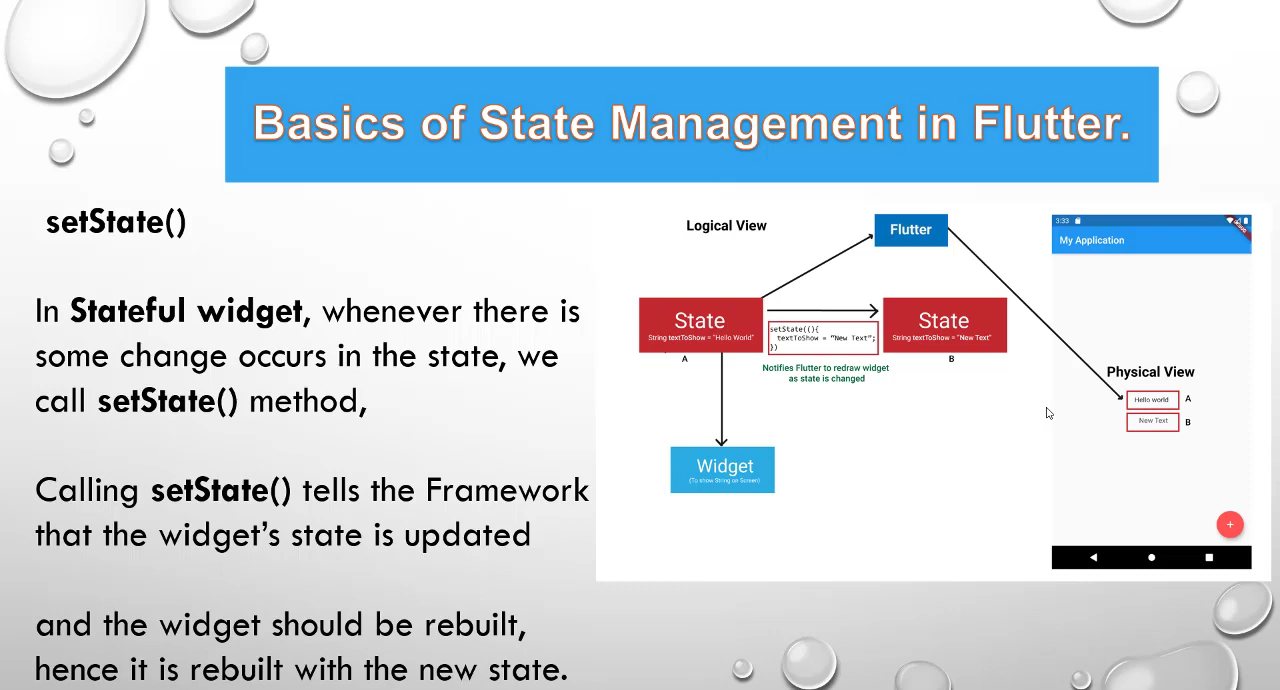 Basics of State Management in Flutter.
setState()
In Stateful widget, whenever there is
some change occurs in the state, we
call setState() method,
Calling setState() tells the Framework
that the widget's state is updated
and the widget should be rebuilt,
hence it is rebuilt with the new state.
Logical View
Flutter
State
String textToShow = "Hello World"
A
setState((){
textToShow = "New Text";
})
Notifies Flutter to redraw widget
as state is changed
State
String textToShow = "New Text"
B
Widget
(To show String on Screen)
3:33
DEBUG
My Application
Physical View
Hello world
A
New Text
B
+